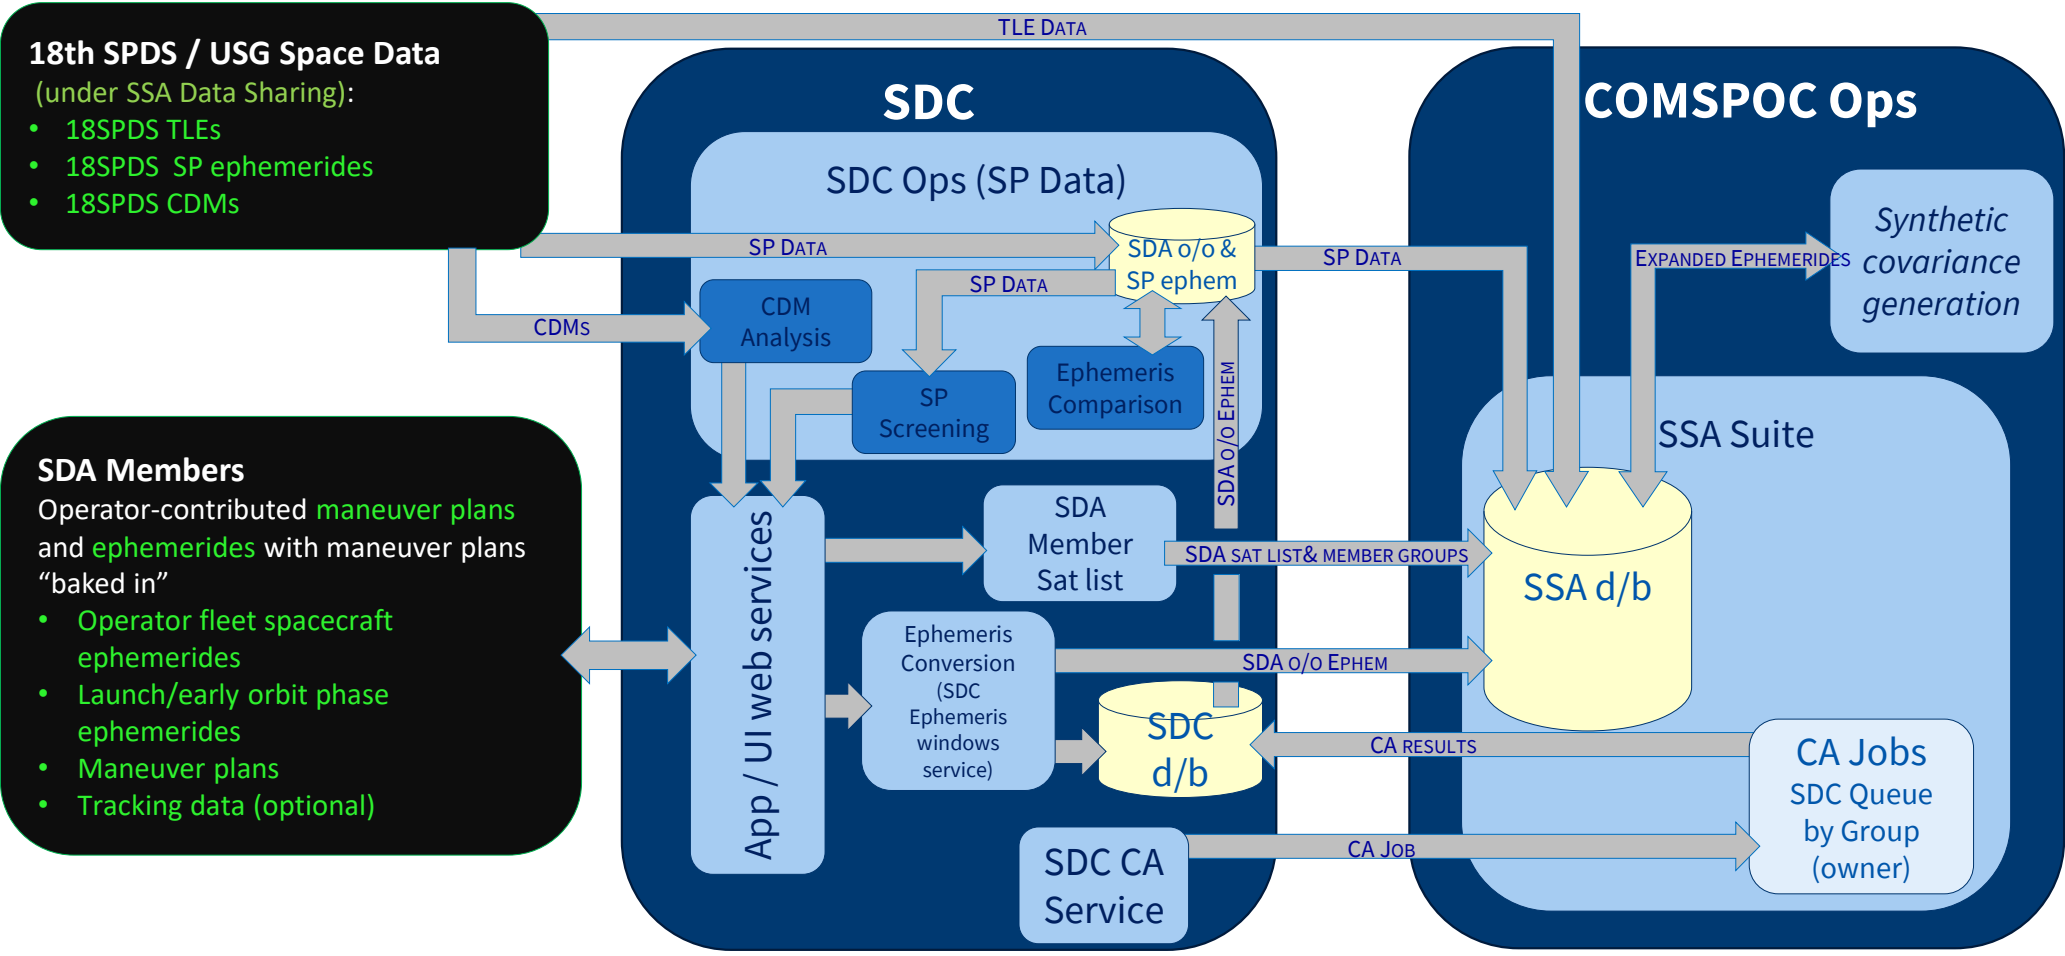 TLE DATA
18th SPDS / USG Space Data
(under SSA Data Sharing):
• 18SPDS TLEs
• 18SPDS  SP ephemerides
• 18SPDS CDMs
SDC
COMSPOC Ops
SDC Ops (SP Data)
SP DATA
SDA o/o &
SP ephem
SP DATA
SP DATA
CDMS
CDM
Analysis
SP
Screening
Ephemeris
Comparison
SDA O/O EPHEM
EXPANDED EPHEMERIDES
Synthetic
covariance
generation
SSA Suite
SSA d/b
SDA Members
Operator-contributed maneuver plans
and ephemerides with maneuver plans
“baked in”
• Operator fleet spacecraft
ephemerides
• Launch/early orbit phase
ephemerides
• Maneuver plans
• Tracking data (optional)
App / UI web services
SDA
Member
Sat list
SDA SAT LIST& MEMBER GROUPS
Ephemeris
Conversion
(SDC
Ephemeris
windows
service)
SDA O/O EPHEM
SDC
d/b
CA RESULTS
CA Jobs
SDC Queue
by Group
(owner)
SDC CA
Service
CA JOB